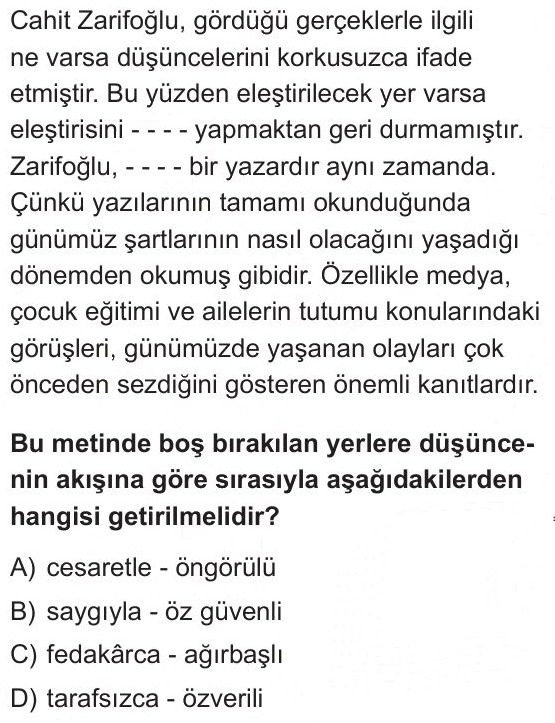 Cahit Zarifoğlu, gördüğü gerçeklerle ilgili
ne varsa düşüncelerini korkusuzca ifade
etmiştir. Bu yüzden eleştirilecek yer varsa
eleştirisini - - - - yapmaktan geri durmamıştır.
Zarifoğlu, - - - - bir yazardır aynı zamanda.
Çünkü yazılarının tamamı okunduğunda
günümüz şartlarının nasıl olacağını yaşadığı
dönemden okumuş gibidir. Özellikle medya,
çocuk eğitimi ve ailelerin tutumu konularındaki
görüşleri, günümüzde yaşanan olayları çok
önceden sezdiğini gösteren önemli kanıtlardır.
Bu metinde boş bırakılan yerlere düşünce-
nin akışına göre sırasıyla aşağıdakilerden
hangisi getirilmelidir?
A) cesaretle - öngörülü
B) saygıyla - öz güvenli
C) fedakârca - ağırbaşlı
D) tarafsızca - özverili